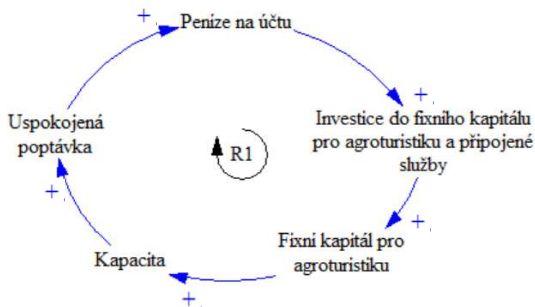 +
Peníze na účtu
+
Investice do fixního kapitálu
pro agroturistiku a připojené
služby
Uspokojená
poptávka
R1
+
+
Fixní kapitál pro
agroturistiku
Kapacita
+